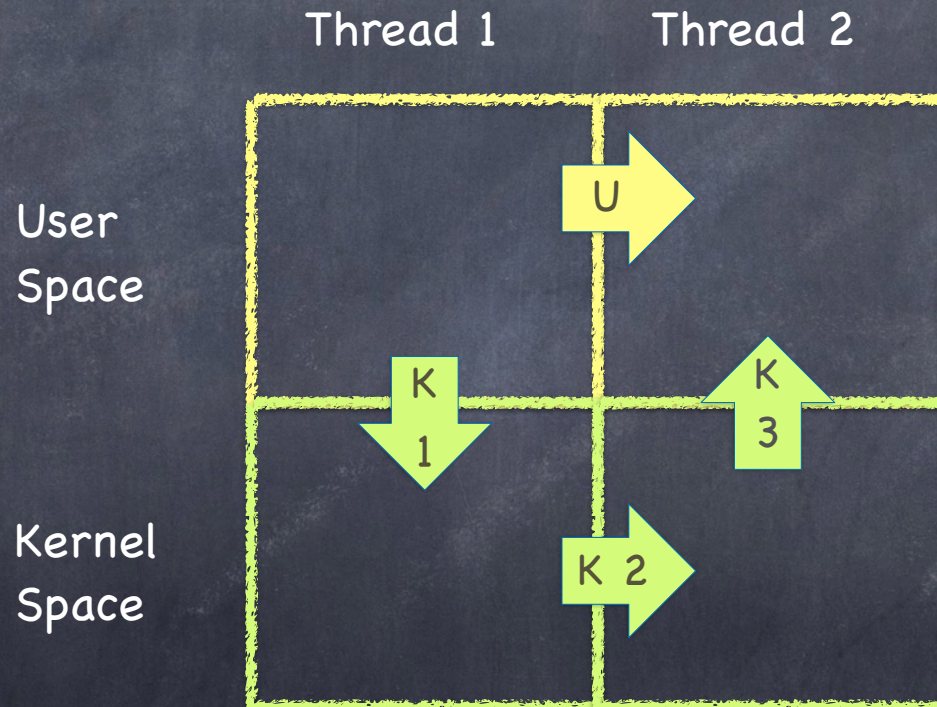 Thread 1
Thread 2
User
Space
U
K
1
K
3
Kernel
Space
K 2